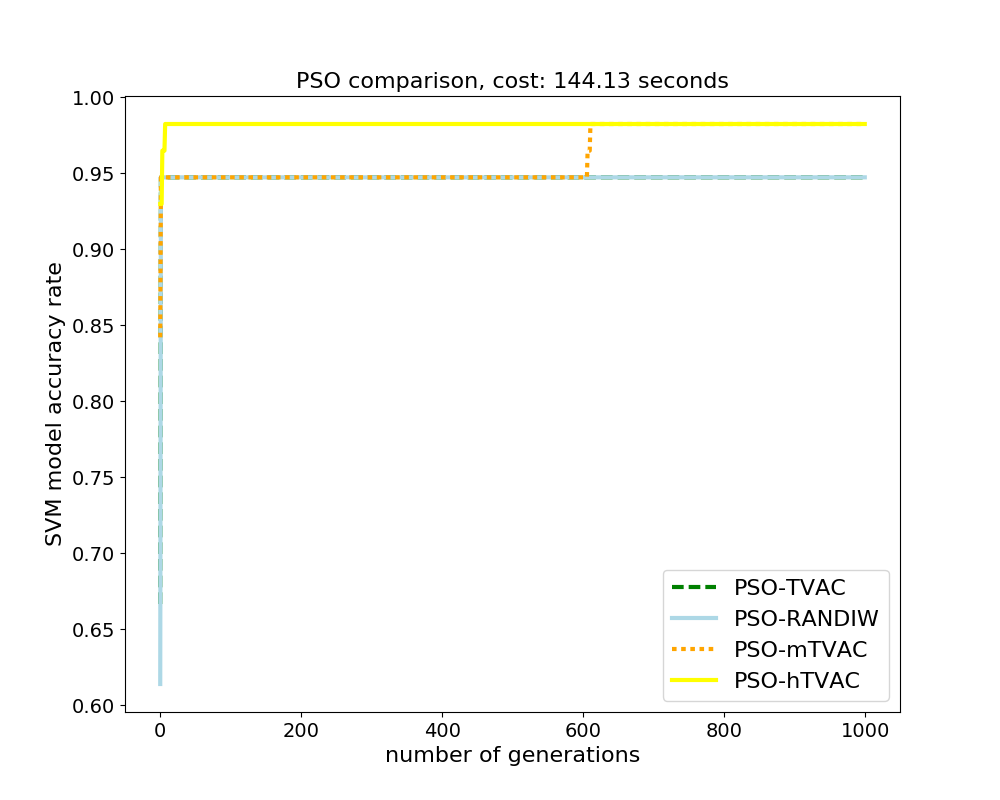 PSO comparison, cost: 144.13 seconds
1.00
0.95
0.90
0.85
0.80
0.75
0.70
0.65
0.60
SVM model accuracy rate
0 200 400 600 800 1000
number of generations
PSO-TVAC
PSO-RANDIW
PSO-mTVAC
PSO-hTVAC